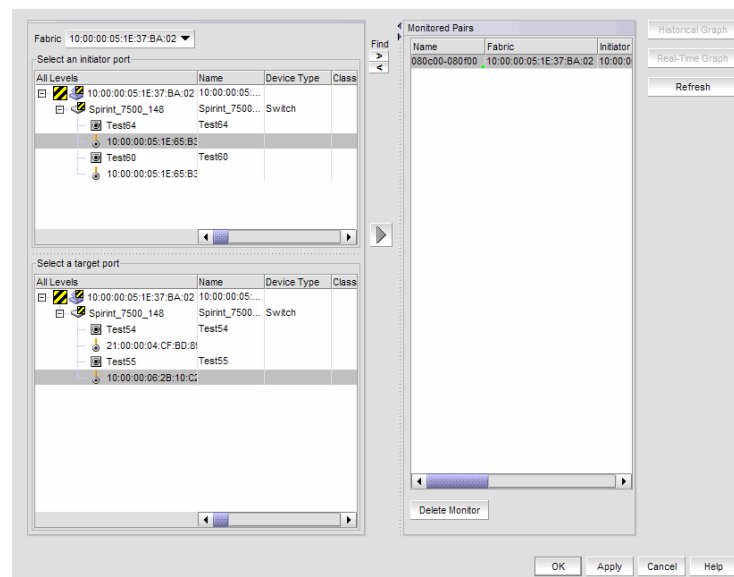 Fabric 10:00:00:05:1E:37:BA:02
Select an initiator port
All Levels Name Device Type Class
10:00:00:05:1E:37:BA:02 10:00:00:05:...
Spirint_7500_148 Spirint_7500... Switch
Test64 Test64
10:00:00:05:1E:65:B3
Test60 Test60
10:00:00:05:1E:65:B3
Select a target port
All Levels Name Device Type Class
10:00:00:05:1E:37:BA:02 10:00:00:05:...
Sprint_7500_148 Sprint_7500... Switch
Test54 Test54
21:00:00:04:CF:BD:89
Test55 Test55
10:00:00:06:2B:10:C2
Find
>
<
Monitored Pairs
Name Fabric Initiator
080c00-080f00 10:00:00:05:1E:37:BA:02 10:00:0
Delete Monitor
Historical Graph
Real-Time Graph
Refresh
OK Apply Cancel Help